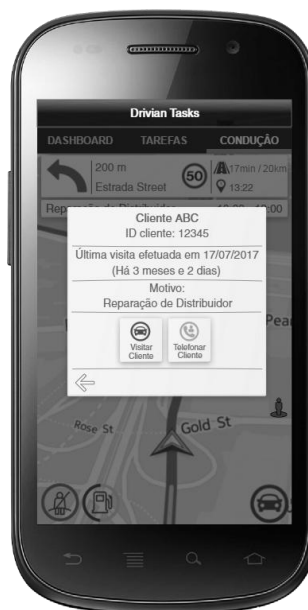 Drivian Tasks
DASHBOARD TAREFAS CONDUÇÃO
200 m
Estrada Street
50
17min / 20km
13:22
Cliente ABC
ID cliente: 12345
Última visita efetuada em 17/07/2017
(Há 3 meses e 2 dias)
Motivo:
Reparação de Distribuidor
Visitar
Cliente
Telefonar
Cliente
Rose St
Gold St